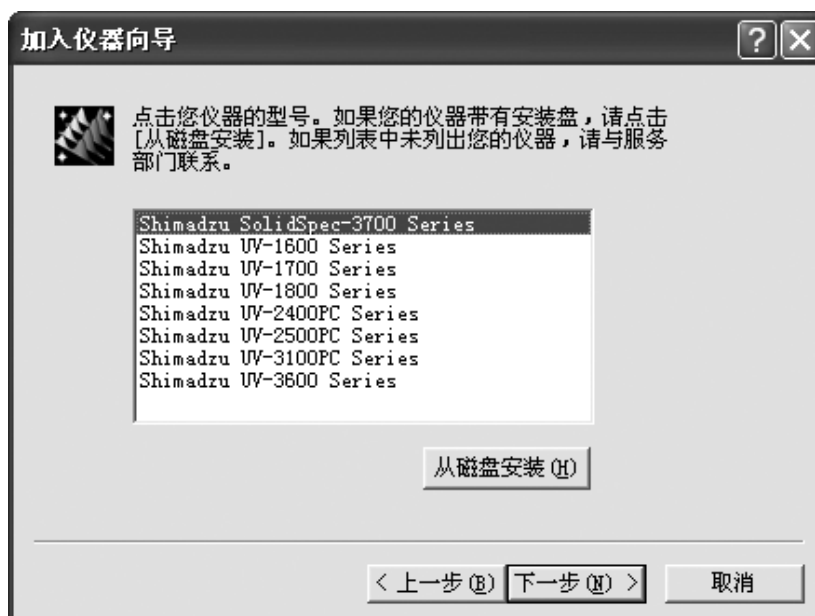 加入仪器向导
点击您仪器的型号。如果您的仪器带有安装盘，请点击
[从磁盘安装]。如果列表中未列出您的仪器，请与服务
部门联系。
Shimadzu SolidSpec-3700 Series
Shimadzu UV-1600 Series
Shimadzu UV-1700 Series
Shimadzu UV-1800 Series
Shimadzu UV-2400PC Series
Shimadzu UV-2500PC Series
Shimadzu UV-3100PC Series
Shimadzu UV-3600 Series
从磁盘安装(H)
< 上一步(B) 下一步(N) > 取消